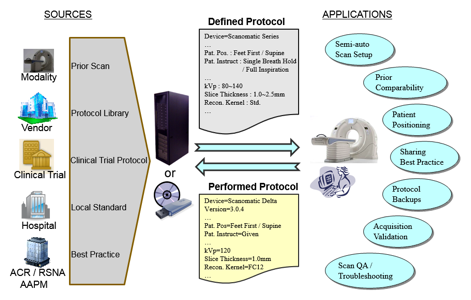 SOURCES
Defined Protocol
APPLICATIONS
Modality
Vendor
Clinical Trial
Hospital
ACR / RSNA
AAPM
Prior Scan
Protocol Library
Clinical Trial Protocol
Local Standard
Best Practice
or
Device=Scanomatic Series
…
Pat. Pos. : Feet First / Supine
Pat. Instruct : Single Breath Hold
/ Full Inspiration
…
kVp : 80~140
Slice Thickness : 1.0~2.5mm
Recon. Kernel : Std.
…
Performed Protocol
Device=Scanomatic Delta
Version=3.0.4
…
Pat. Pos=Feet First / Supine
Pat. Instruct=Given
…
kVp=120
Slice Thickness=1.0mm
Recon. Kernel=FC12
Semi-auto
Scan Setup
Prior
Comparability
Patient
Positioning
Sharing
Best Practice
Protocol
Backups
Acquisition
Validation
Scan QA /
Troubleshooting